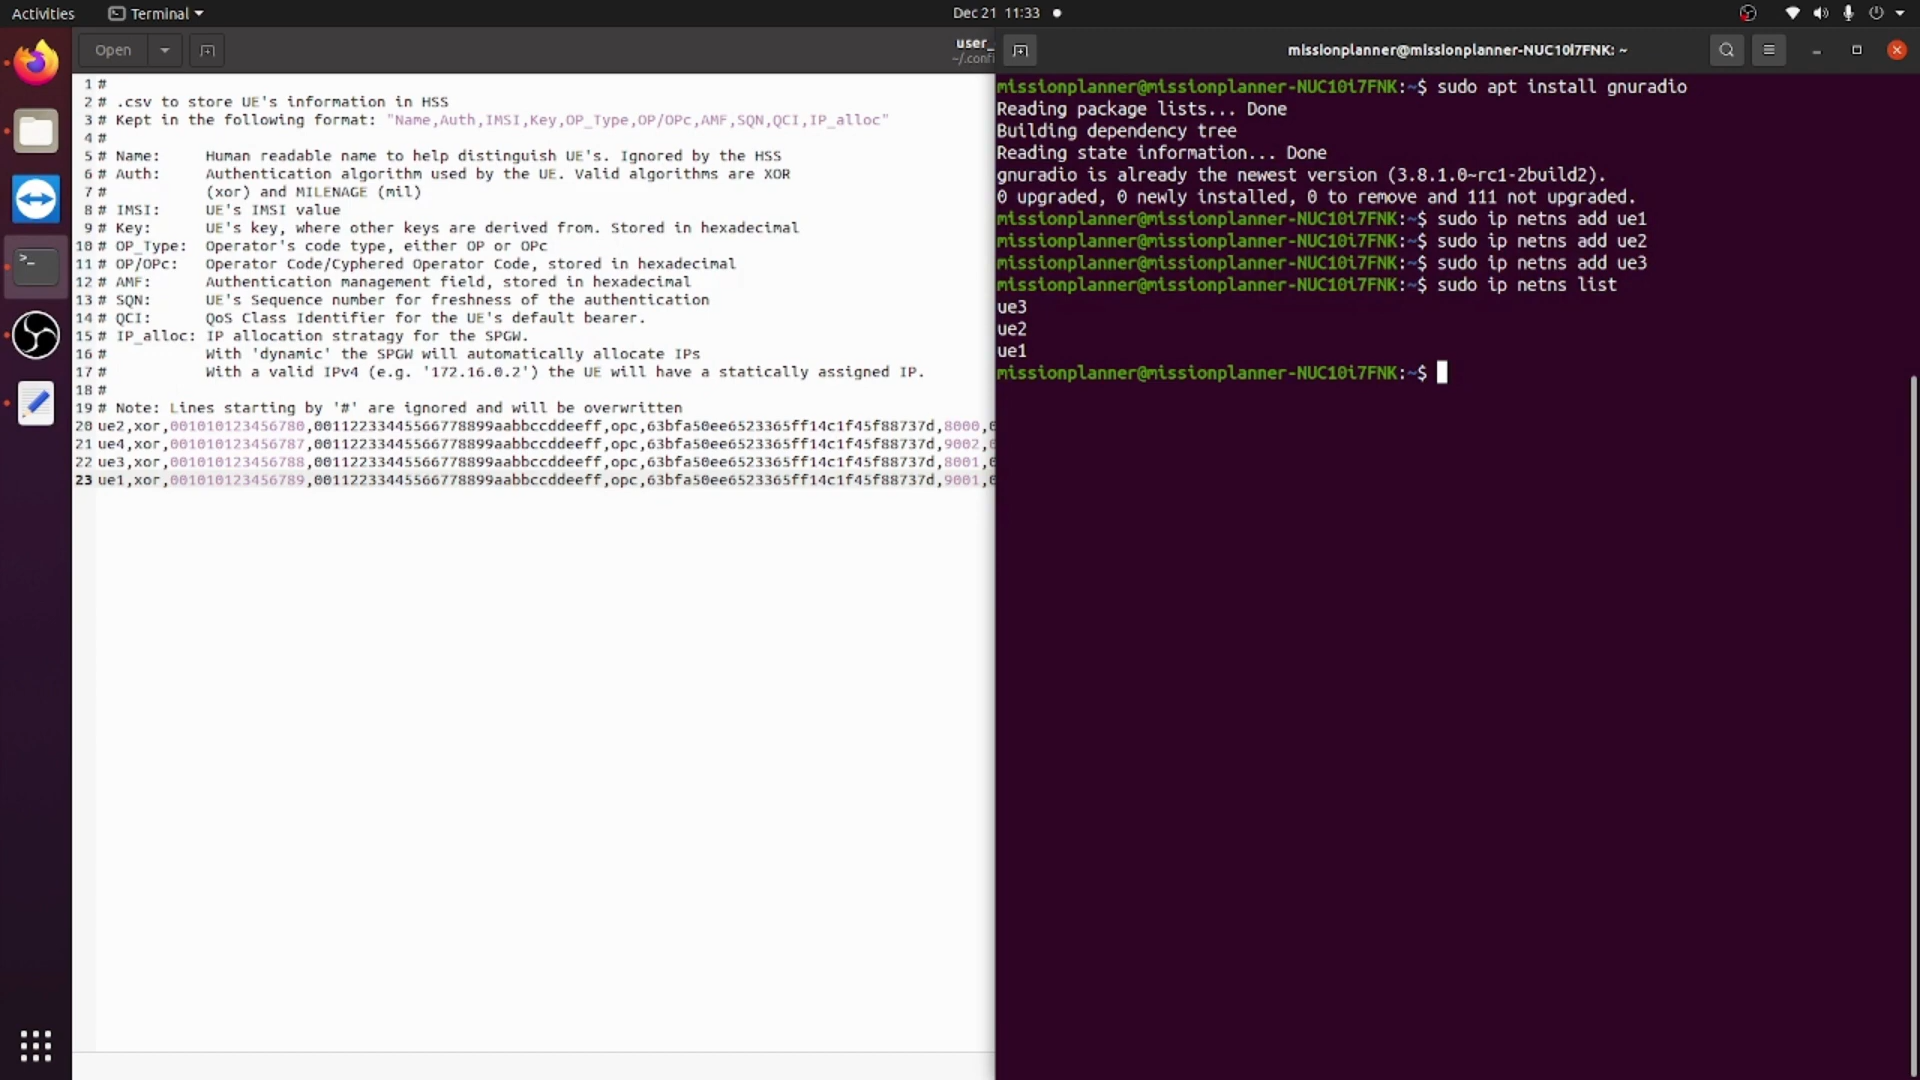 Activities
Terminal
Dec 21 11:33
Open
user_
~/.confi
missionplanner@missionplanner-NUC10i7FNK: ~
1 #
2 # .csv to store UE's information in HSS
3 # Kept in the following format: "Name,Auth,IMSI,Key,OP_Type,OP/OPc,AMF,SQN,QCI,IP_alloc"
4 #
5 # Name: Human readable name to help distinguish UE's. Ignored by the HSS
6 # Auth: Authentication algorithm used by the UE. Valid algorithms are XOR
7 # (xor) and MILENAGE (mil)
8 # IMSI: UE's IMSI value
9 # Key: UE's key, where other keys are derived from. Stored in hexadecimal
10 # OP_Type: Operator's code type, either OP or OPc
11 # OP/OPc: Operator Code/Cyphered Operator Code, stored in hexadecimal
12 # AMF: Authentication management field, stored in hexadecimal
13 # SQN: UE's Sequence number for freshness of the authentication
14 # QCI: QoS Class Identifier for the UE's default bearer.
15 # IP_alloc: IP allocation stratagy for the SPGW.
16 # With 'dynamic' the SPGW will automatically allocate IPs
17 # With a valid IPv4 (e.g. '172.16.0.2') the UE will have a statically assigned IP.
18 #
19 # Note: Lines starting by '#' are ignored and will be overwritten
20 ue2,xor,001010123456780,00112233445566778899aabbccddeeff,opc,63bfa50ee6523365ff14c1f45f88737d,8000,
21 ue4,xor,001010123456787,00112233445566778899aabbccddeeff,opc,63bfa50ee6523365ff14c1f45f88737d,9002,
22 ue3,xor,001010123456788,00112233445566778899aabbccddeeff,opc,63bfa50ee6523365ff14c1f45f88737d,8001,
23 ue1,xor,001010123456789,00112233445566778899aabbccddeeff,opc,63bfa50ee6523365ff14c1f45f88737d,9001,
missionplanner@missionplanner-NUC10i7FNK:~$ sudo apt install gnuradio
Reading package lists... Done
Building dependency tree
Reading state information... Done
gnuradio is already the newest version (3.8.1.0~rc1-2build2).
0 upgraded, 0 newly installed, 0 to remove and 111 not upgraded.
missionplanner@missionplanner-NUC10i7FNK:~$ sudo ip netns add ue1
missionplanner@missionplanner-NUC10i7FNK:~$ sudo ip netns add ue2
missionplanner@missionplanner-NUC10i7FNK:~$ sudo ip netns add ue3
missionplanner@missionplanner-NUC10i7FNK:~$ sudo ip netns list
ue3
ue2
ue1
missionplanner@missionplanner-NUC10i7FNK:~$